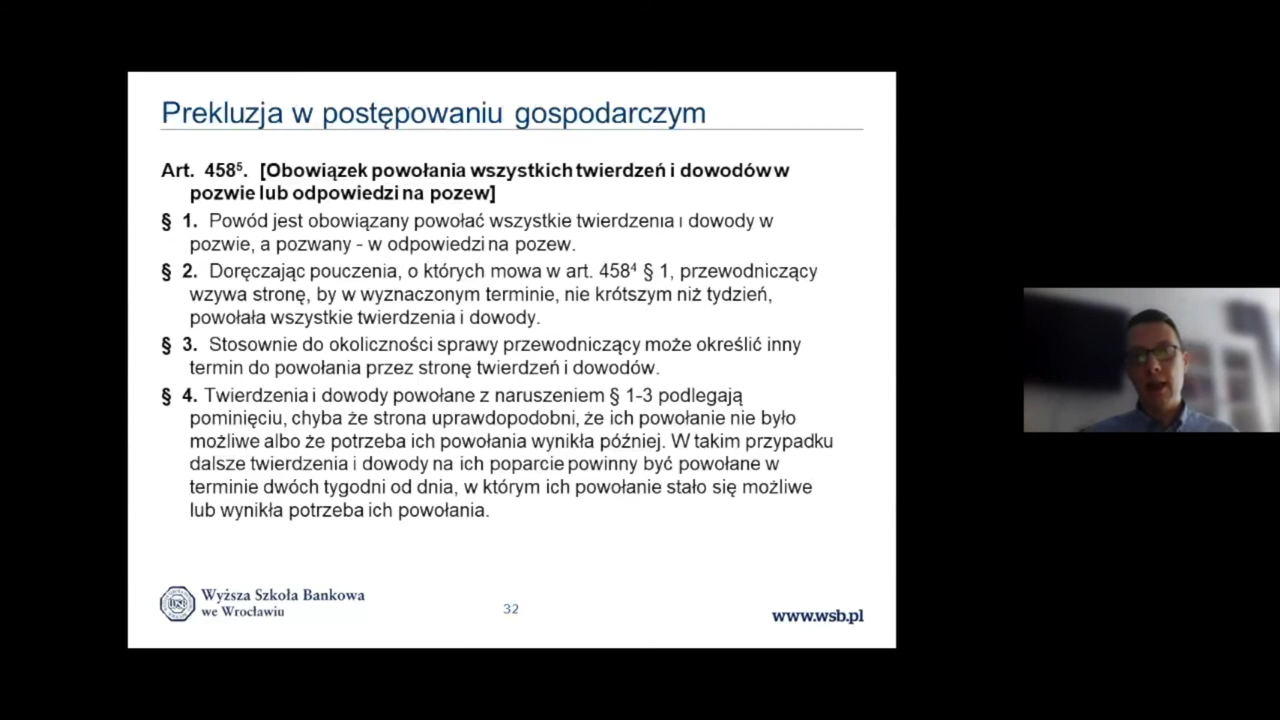 Prekluzja w postępowaniu gospodarczym
Art. 458⁵. [Obowiązek powołania wszystkich twierdzeń i dowodów w
pozwie lub odpowiedzi na pozew]
§ 1. Powód jest obowiązany powołać wszystkie twierdzenia i dowody w
pozwie, a pozwany - w odpowiedzi na pozew.
§ 2. Doręczając pouczenia, o których mowa w art. 458⁴ § 1, przewodniczący
wzywa stronę, by w wyznaczonym terminie, nie krótszym niż tydzień,
powołała wszystkie twierdzenia i dowody.
§ 3. Stosownie do okoliczności sprawy przewodniczący może określić inny
termin do powołania przez stronę twierdzeń i dowodów.
§ 4. Twierdzenia i dowody powołane z naruszeniem § 1-3 podlegają
pominięciu, chyba że strona uprawdopodobni, że ich powołanie nie było
możliwe albo że potrzeba ich powołania wynikła później. W takim przypadku
dalsze twierdzenia i dowody na ich poparcie powinny być powołane w
terminie dwóch tygodni od dnia, w którym ich powołanie stało się możliwe
lub wynikła potrzeba ich powołania.
WSB
Wyższa Szkoła Bankowa
we Wrocławiu
32
www.wsb.pl